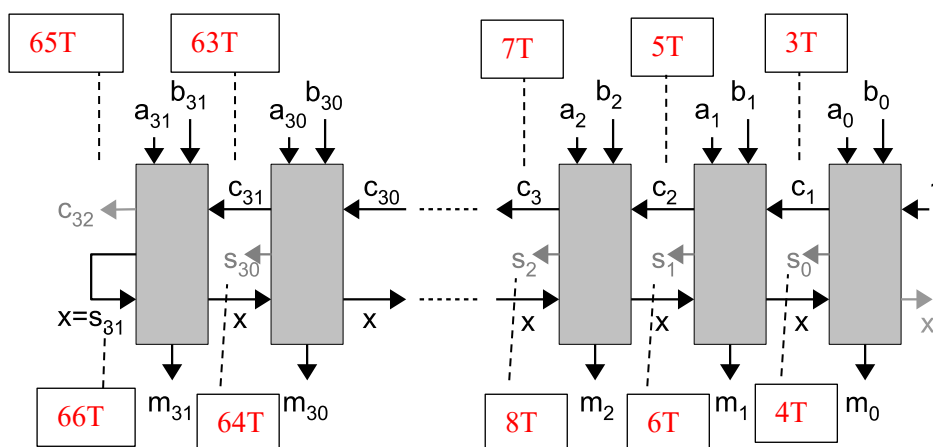 65T 63T 7T 5T 3T
a31 b31 a30 b30 a2 b2 a1 b1 a0 b0
c32 c31 c30 c3 c2 c1
s30 s2 s1 s0
x=s31 x x x x x x
66T m31 64T m30 8T m2 6T m1 4T m0